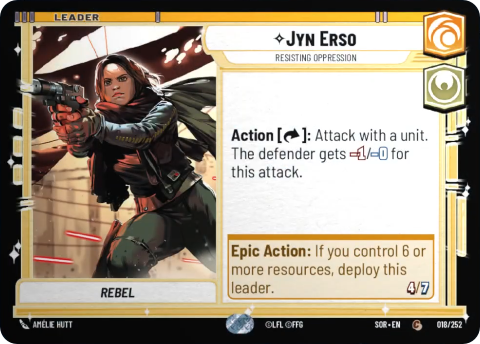 LEADER
✧JYN ERSO
RESISTING OPPRESSION
Action [↷]: Attack with a unit.
The defender gets -1/-0 for
this attack.
Epic Action: If you control 6 or
more resources, deploy this
leader.
4/7
REBEL
AMÉLIE HUTT
©LFL ©FFG
SOR • EN
C
018/252